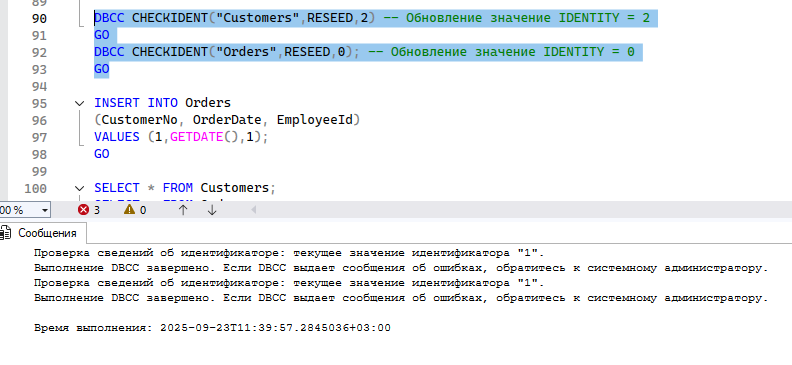 89
90 DBCC CHECKIDENT("Customers",RESEED,2) -- Обновление значение IDENTITY = 2
91 GO
92 DBCC CHECKIDENT("Orders",RESEED,0); -- Обновление значение IDENTITY = 0
93 GO
94
95 INSERT INTO Orders
96 (CustomerNo, OrderDate, EmployeeId)
97 VALUES (1,GETDATE(),1);
98 GO
99
100 SELECT * FROM Customers;
00 % 3 0
Сообщения
Проверка сведений об идентификаторе: текущее значение идентификатора "1".
Выполнение DBCC завершено. Если DBCC выдает сообщения об ошибках, обратитесь к системному администратору.
Проверка сведений об идентификаторе: текущее значение идентификатора "1".
Выполнение DBCC завершено. Если DBCC выдает сообщения об ошибках, обратитесь к системному администратору.
Время выполнения: 2025-09-23T11:39:57.2845036+03:00